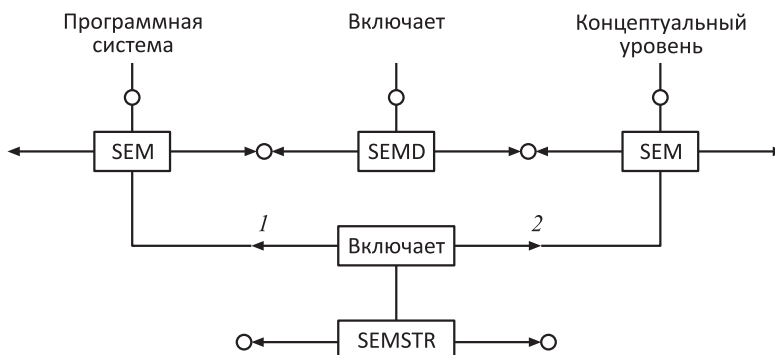 Программная
система
Включает
Концептуальный
уровень
SEM
SEMD
SEM
1
Включает
2
SEMSTR